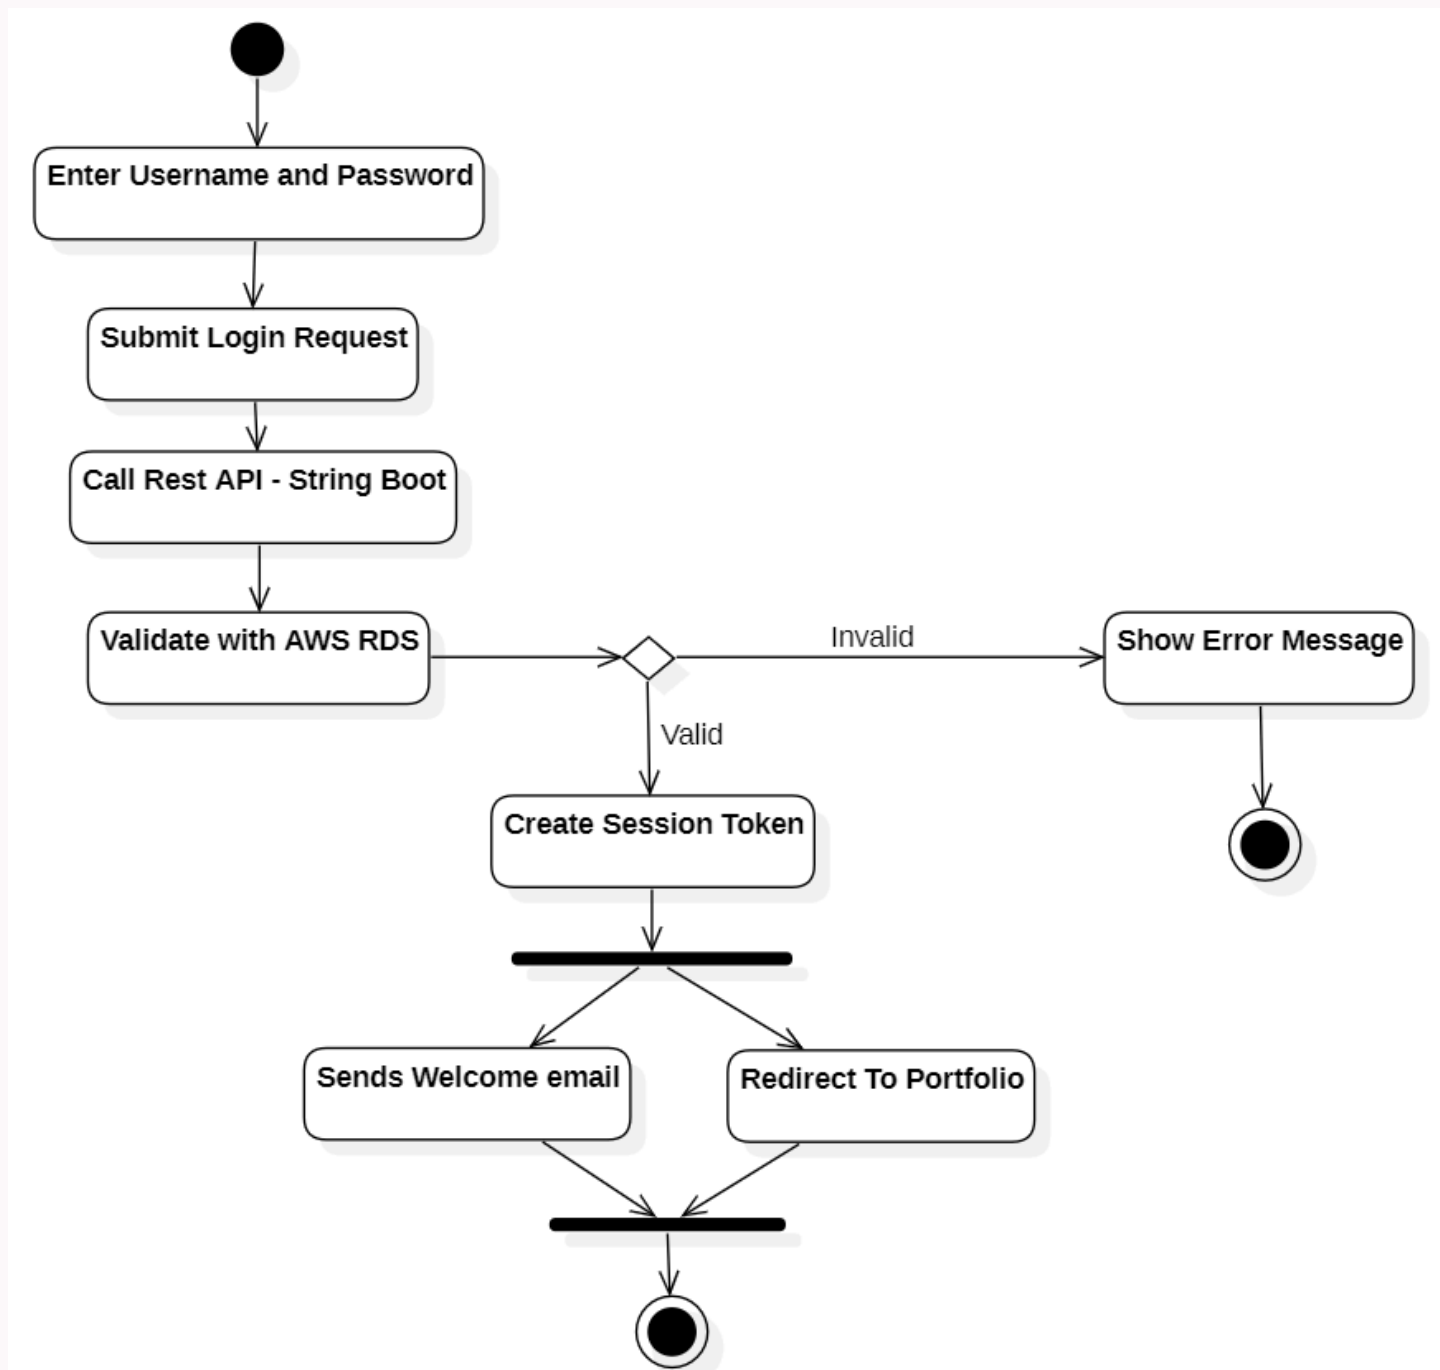 Enter Username and Password
Submit Login Request
Call Rest API - String Boot
Validate with AWS RDS
Invalid
Show Error Message
Valid
Create Session Token
Sends Welcome email
Redirect To Portfolio